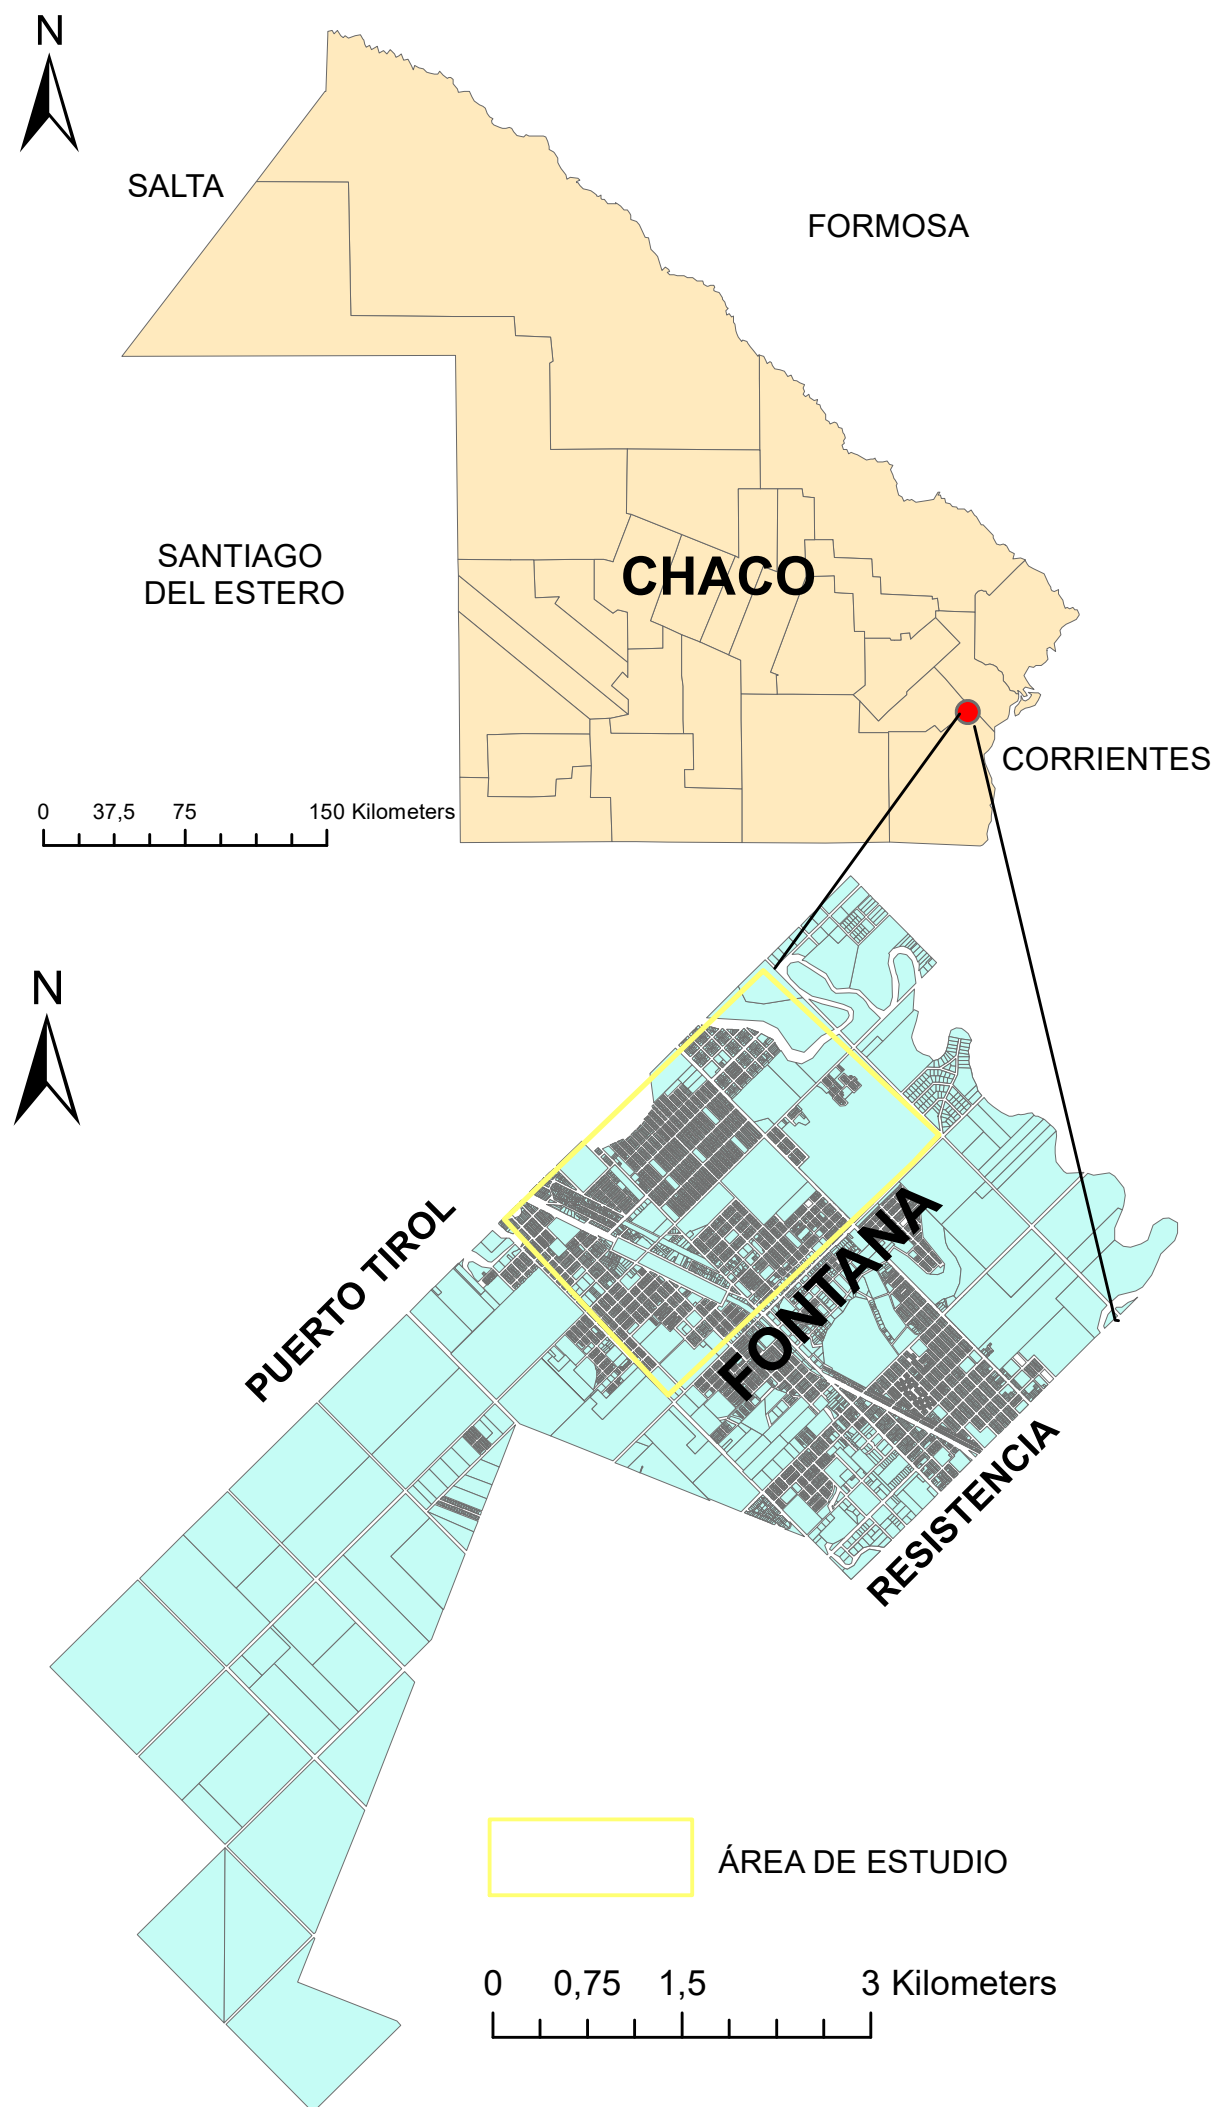 N
SALTA
FORMOSA
SANTIAGO
DEL ESTERO
CHACO
CORRIENTES
0 37,5 75 150 Kilometers
N
PUERTO TIROL
FONTANA
RESISTENCIA
ÁREA DE ESTUDIO
0 0,75 1,5 3 Kilometers